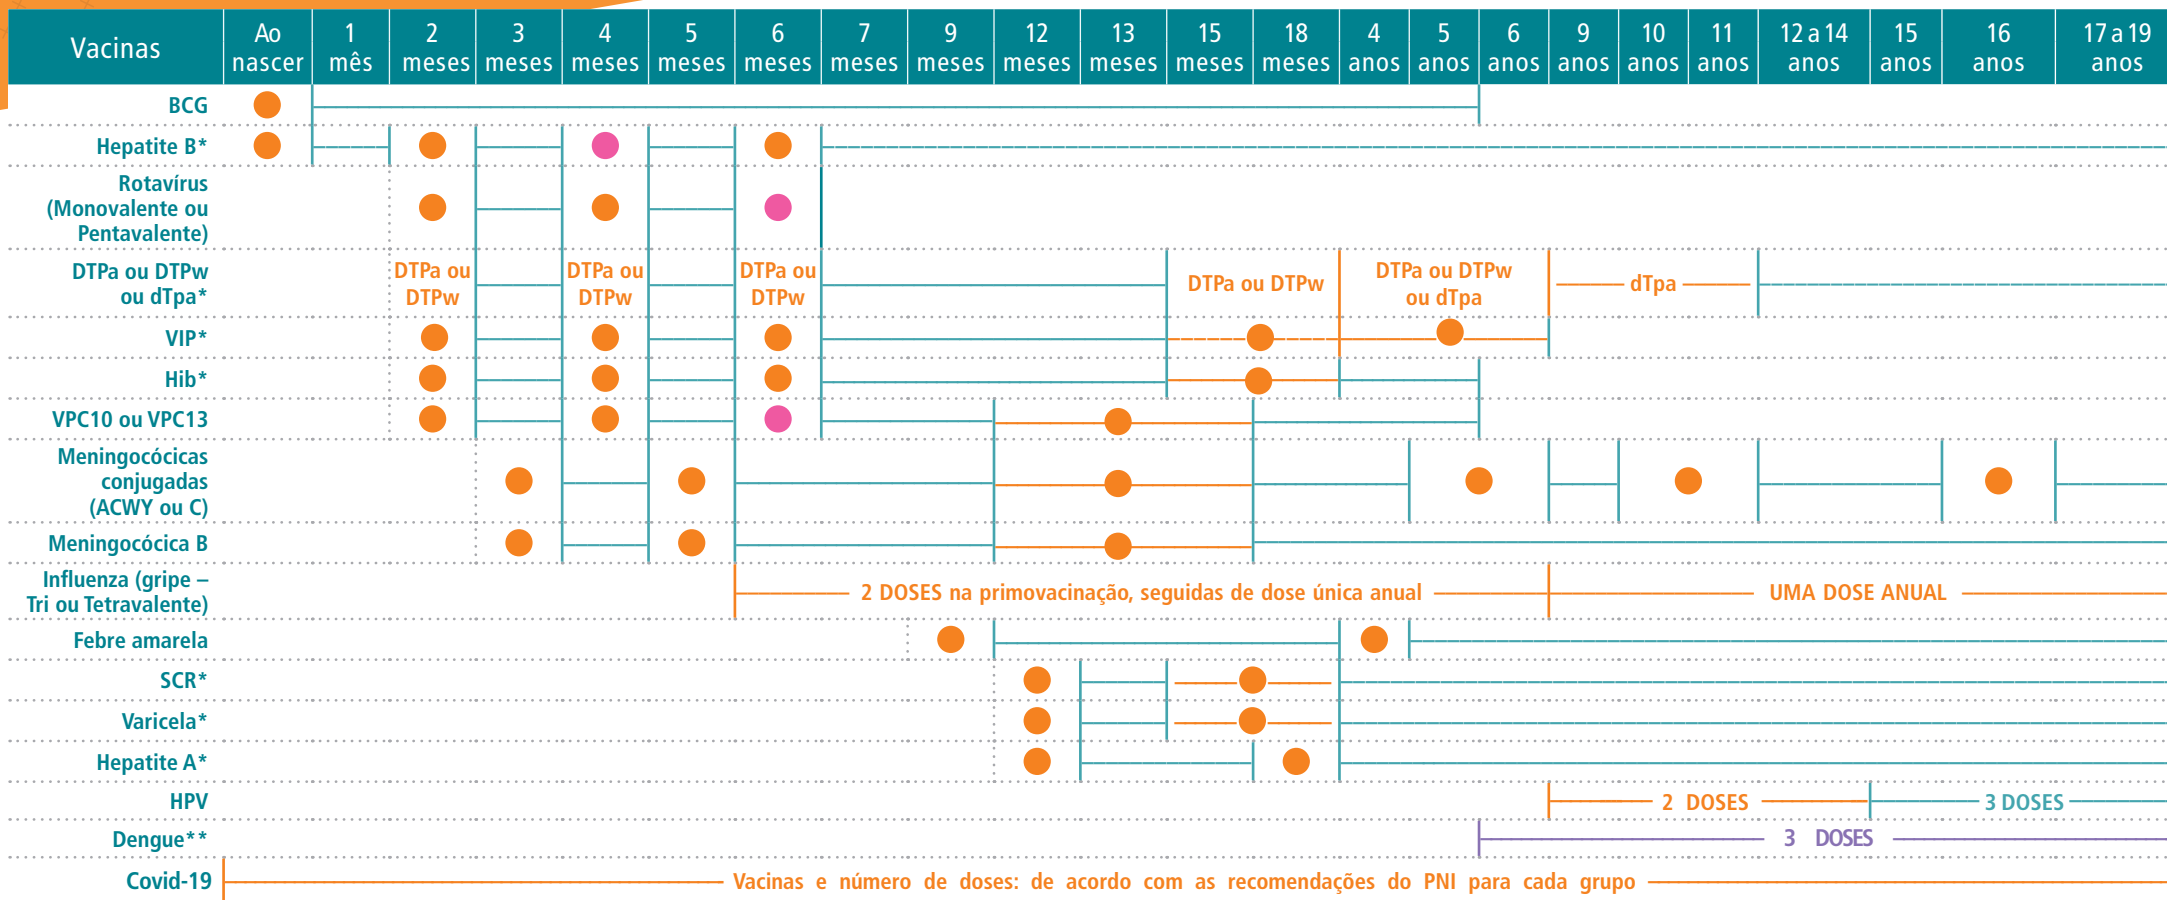 Vacinas
Ao nascer
1 mês
2 meses
3 meses
4 meses
5 meses
6 meses
7 meses
9 meses
12 meses
13 meses
15 meses
18 meses
4 anos
5 anos
6 anos
9 anos
10 anos
11 anos
12 a 14 anos
15 anos
16 anos
17 a 19 anos
BCG
Hepatite B*
Rotavírus
(Monovalente ou
Pentavalente)
DTPa ou DTPw
ou dTpa*
DTPa ou
DTPw
DTPa ou
DTPw
DTPa ou
DTPw
DTPa ou DTPw
DTPa ou DTPw
ou dTpa
dTpa
VIP*
Hib*
VPC10 ou VPC13
Meningocócicas
conjugadas
(ACWY ou C)
Meningocócica B
Influenza (gripe –
Tri ou Tetravalente)
2 DOSES na primovacinação, seguidas de dose única anual
UMA DOSE ANUAL
Febre amarela
SCR*
Varicela*
Hepatite A*
HPV
2 DOSES
3 DOSES
Dengue**
3 DOSES
Covid-19
Vacinas e número de doses: de acordo com as recomendações do PNI para cada grupo